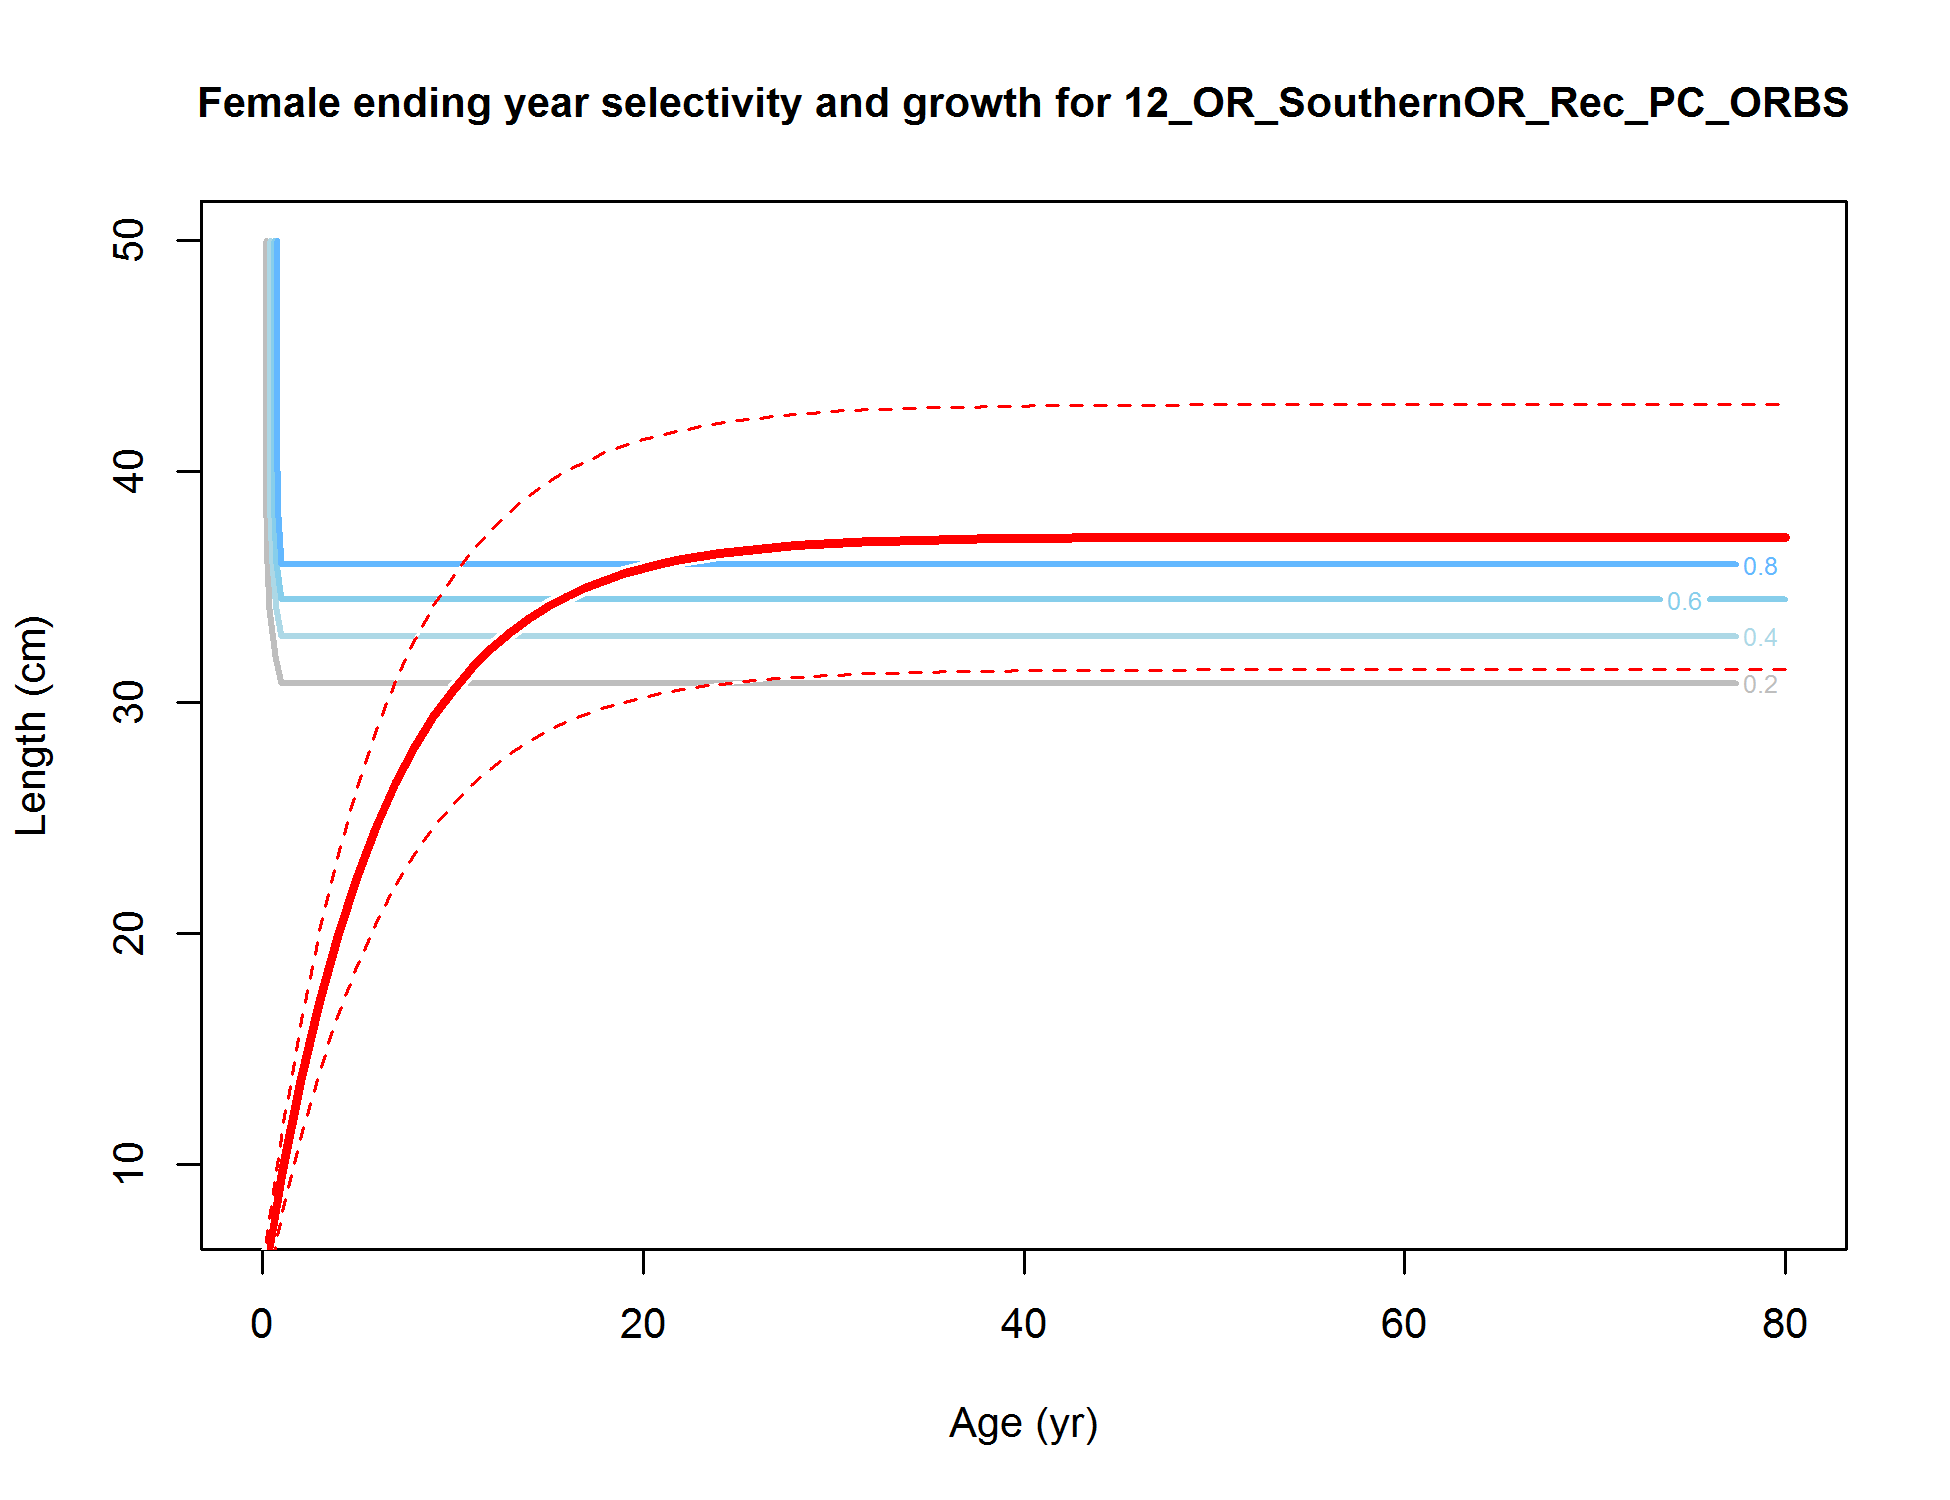 Female ending year selectivity and growth for 12_OR_SouthernOR_Rec_PC_ORBS
50
40
30
20
10
Length (cm)
0.8
0.6
0.4
0.2
0 20 40 60 80
Age (yr)